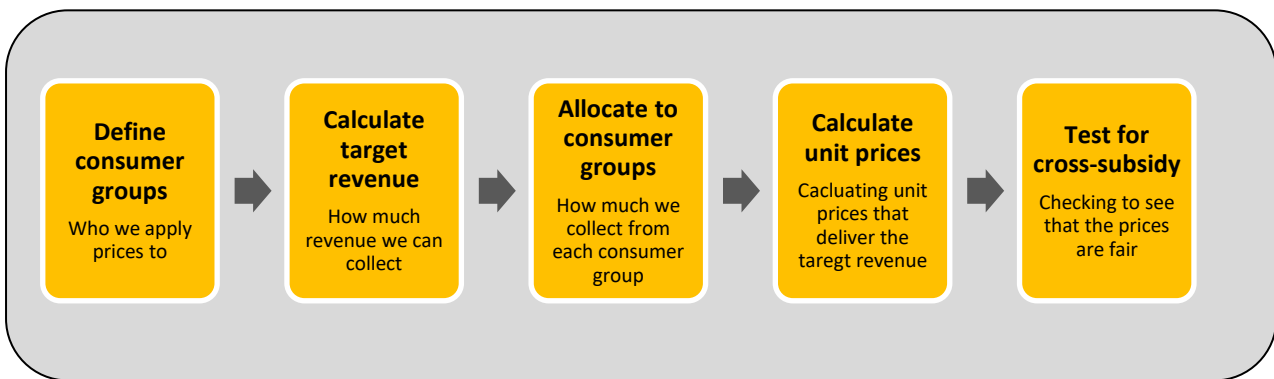 Define
consumer
groups
Who we apply
prices to
Calculate
target
revenue
How much
revenue we can
collect
Allocate to
consumer
groups
How much we
collect from
each consumer
group
Calculate
unit prices
Cacluating unit
prices that
deliver the
taregt revenue
Test for
cross-subsidy
Checking to see
that the prices
are fair